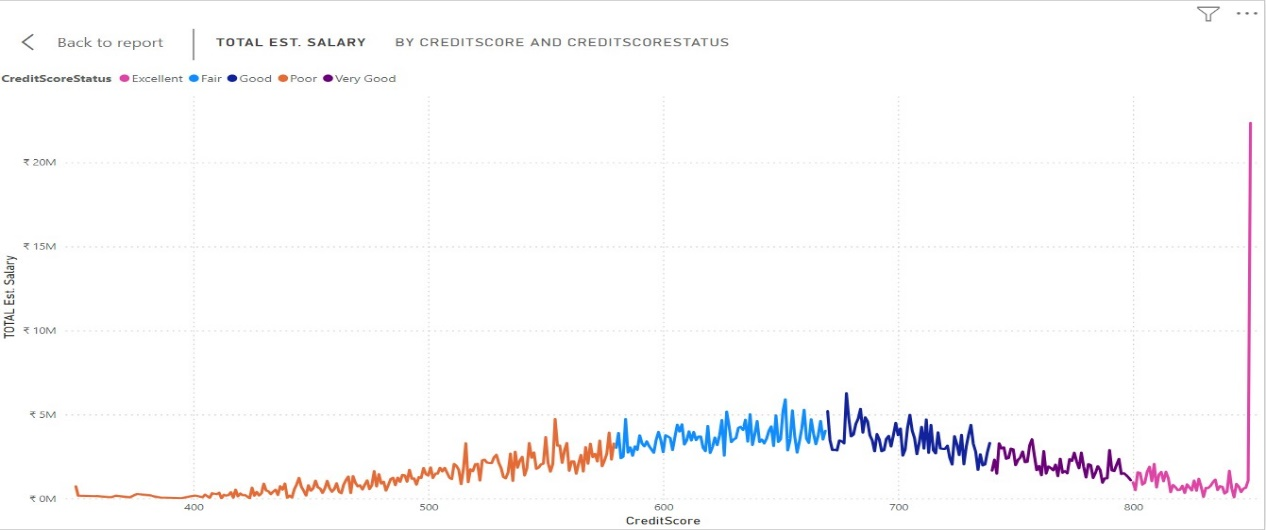 Back to report TOTAL EST. SALARY BY CREDITSCORE AND CREDITSCORESTATUS
CreditScoreStatus Excellent Fair Good Poor Very Good
₹ 20M
₹ 15M
₹ 10M
₹ 5M
₹ 0M
TOTAL Est. Salary
400 500 600 700 800
CreditScore